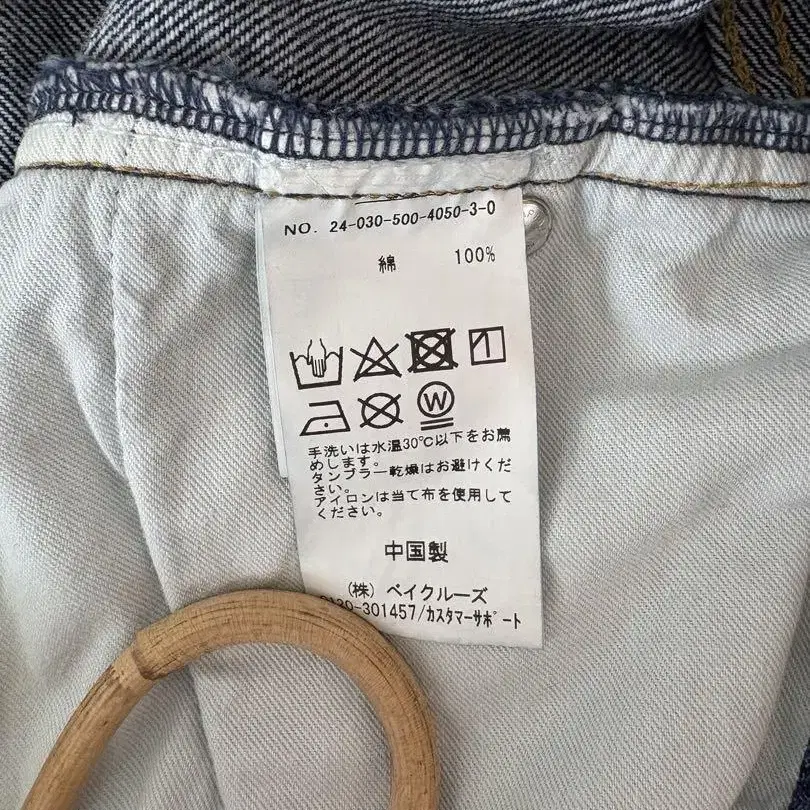 NO. 24-030-500-4050-3-0
綿 100%
W
手洗いは水温30℃以下をお薦
めします。
タンブラー乾燥はお避けくだ
さい。
アイロンは当て布を使用して
ください。
中国製
(株) ベイクルーズ
0120-301457/カスタマーサポート